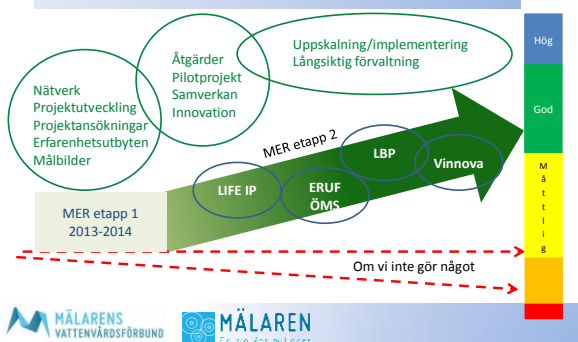 Uppskalning/implementering
Långsiktig förvaltning
Hög
Åtgärder
Pilotprojekt
Samverkan
Innovation
Nätverk
Projektutveckling
Projektansökningar
Erfarenhetsutbyten
Målbilder
God
MER etapp 2
LBP
Vinnova
LIFE IP
ERUF
ÖMS
Måttlig
MER etapp 1
2013-2014
Om vi inte gör något
MÄLARENS
VATTENVÅRDSFÖRBUND
MÄLAREN